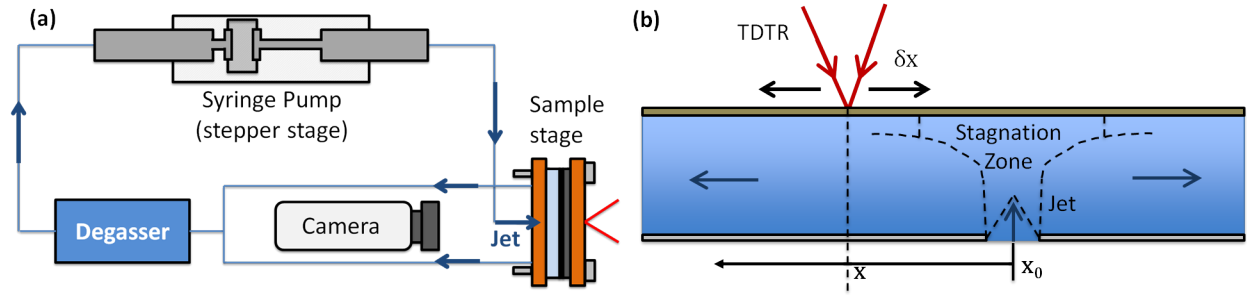 (a)
Syringe Pump
(stepper stage)
Sample
stage
Degasser
Camera
Jet
(b)
TDTR
δx
Stagnation
Zone
Jet
x
x₀